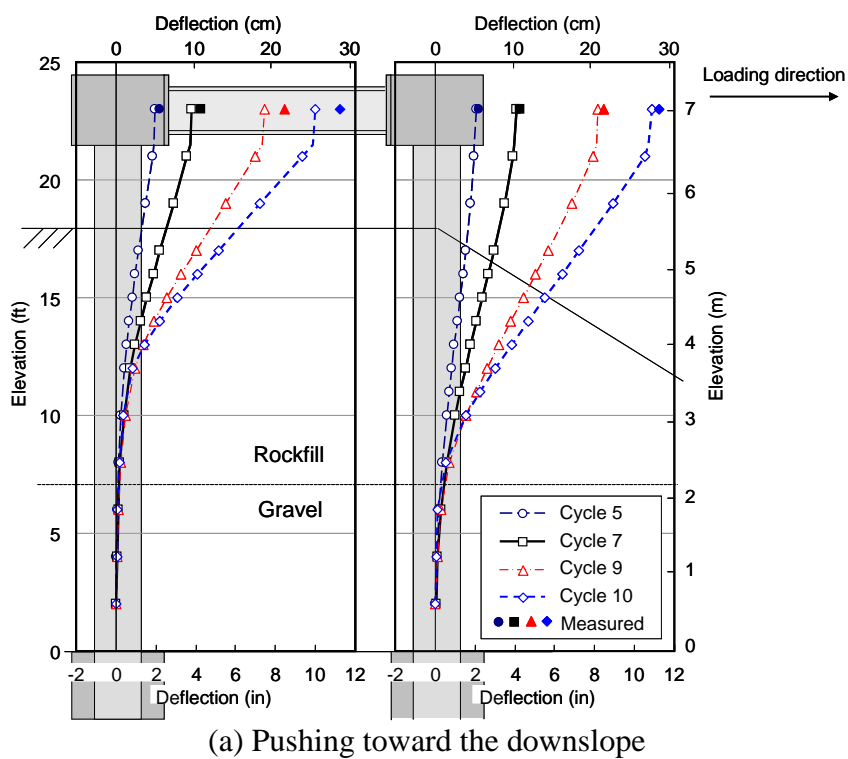 Deflection (cm) Deflection (cm)
0 10 20 30 0 10 20 30
Loading direction
25
20
15
10
5
0
Elevation (ft)
7
6
5
4
3
2
1
0
Elevation (m)
Rockfill
Gravel
Cycle 5
Cycle 7
Cycle 9
Cycle 10
Measured
-2 0 2 4 6 8 10 12 -2 0 2 4 6 8 10 12
Deflection (in) Deflection (in)
(a) Pushing toward the downslope